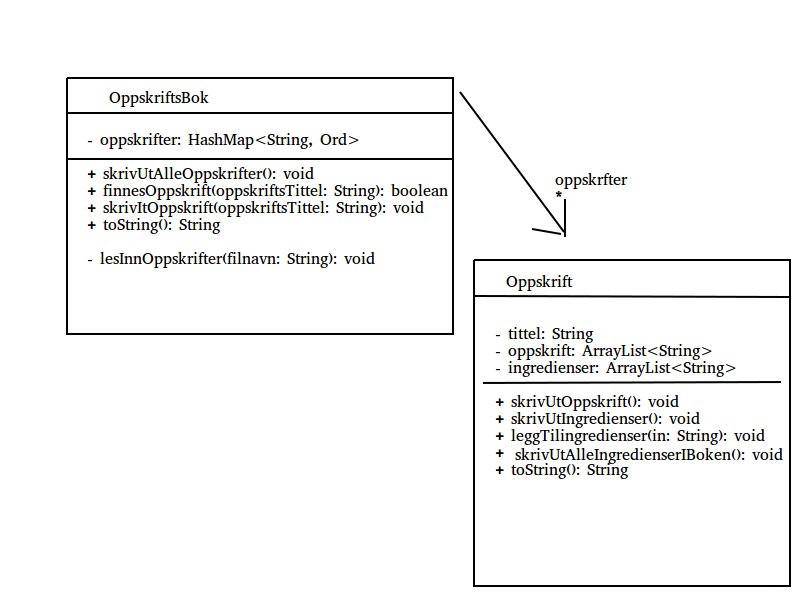 OppskriftsBok
- oppskrifter: HashMap<String, Ord>
+ skrivUtAlleOppskrifter(): void
+ finnesOppskrift(oppskriftsTittel: String): boolean
+ skrivItOppskrift(oppskriftsTittel: String): void
+ toString(): String
- lesInnOppskrifter(filnavn: String): void
oppskrfter
*
Oppskrift
- tittel: String
- oppskrift: ArrayList<String>
- ingredienser: ArrayList<String>
+ skrivUtOppskrift(): void
+ skrivUtIngredienser(): void
+ leggTilingredienser(in: String): void
+ skrivUtAlleIngredienserIBoken(): void
+ toString(): String